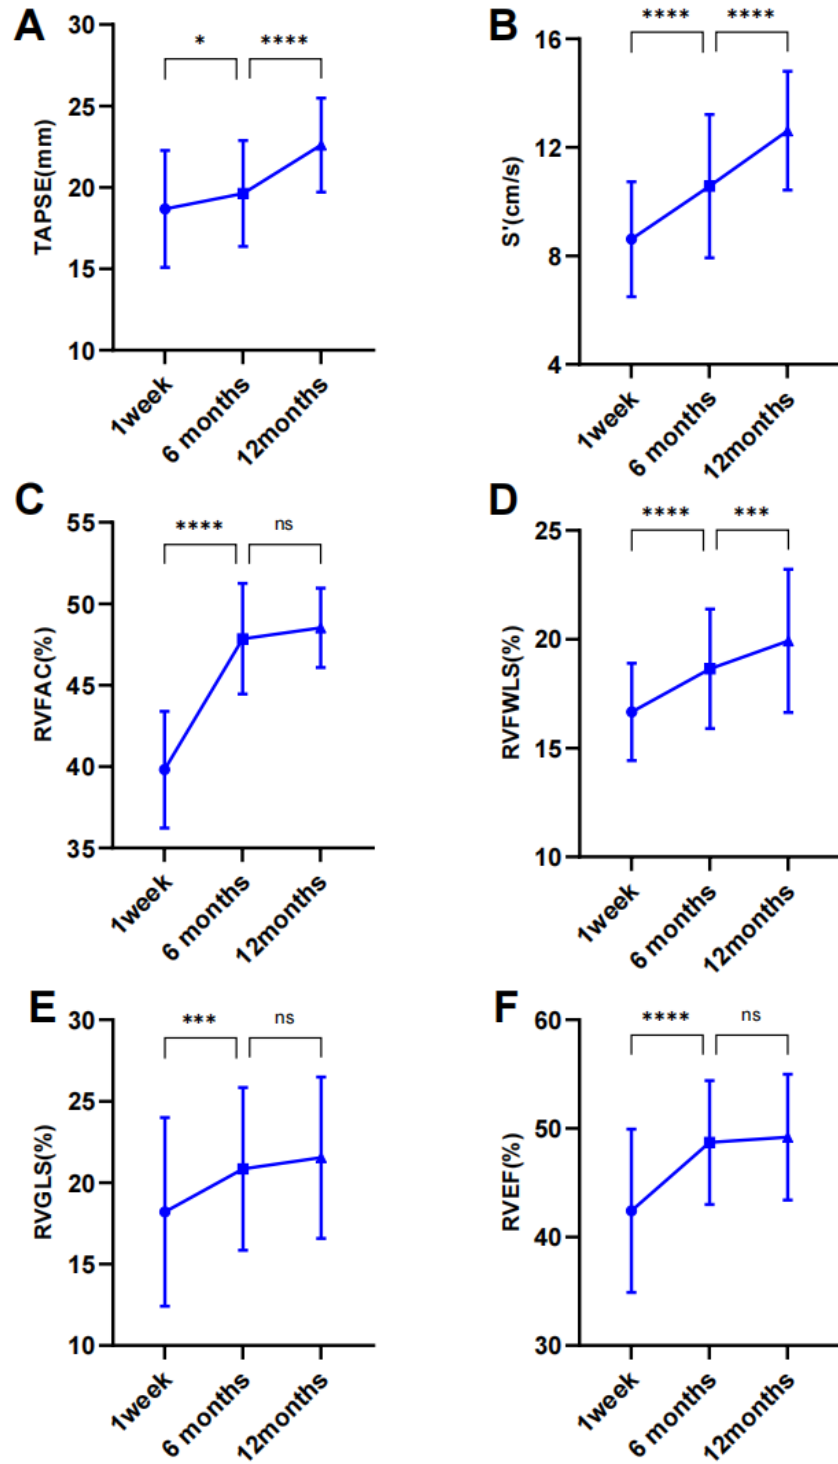 A
TAPSE(mm)
30
25
20
15
10
* ****
1week
6 months
12months
B
S'(cm/s)
16
12
8
4
**** ****
1week
6 months
12months
C
RVFAC(%)
55
50
45
40
35
**** ns
1week
6 months
12months
D
RVFWLS(%)
25
20
15
10
**** ***
1week
6 months
12months
E
RVGLS(%)
30
25
20
15
10
*** ns
1week
6 months
12months
F
RVEF(%)
60
50
40
30
**** ns
1week
6 months
12months